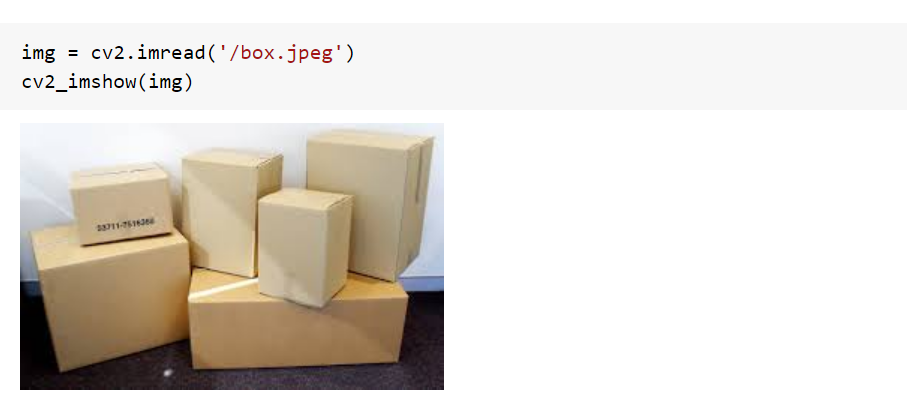 img = cv2.imread('/box.jpeg')
cv2_imshow(img)